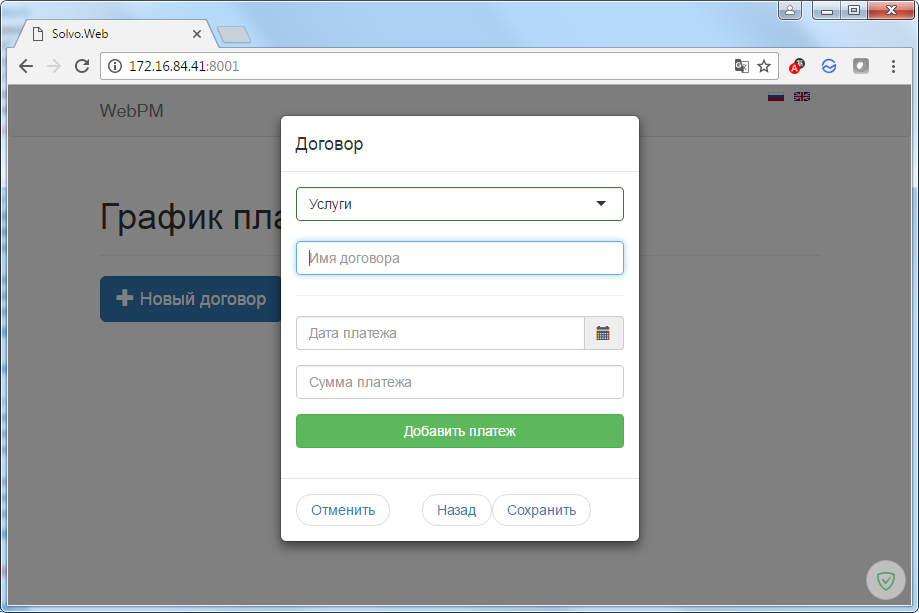 Solvo.Web
172.16.84.41:8001
WebPM
Договор
Услуги
График пла
Имя договора
Новый договор
Дата платежа
Сумма платежа
Добавить платеж
Отменить
Назад
Сохранить